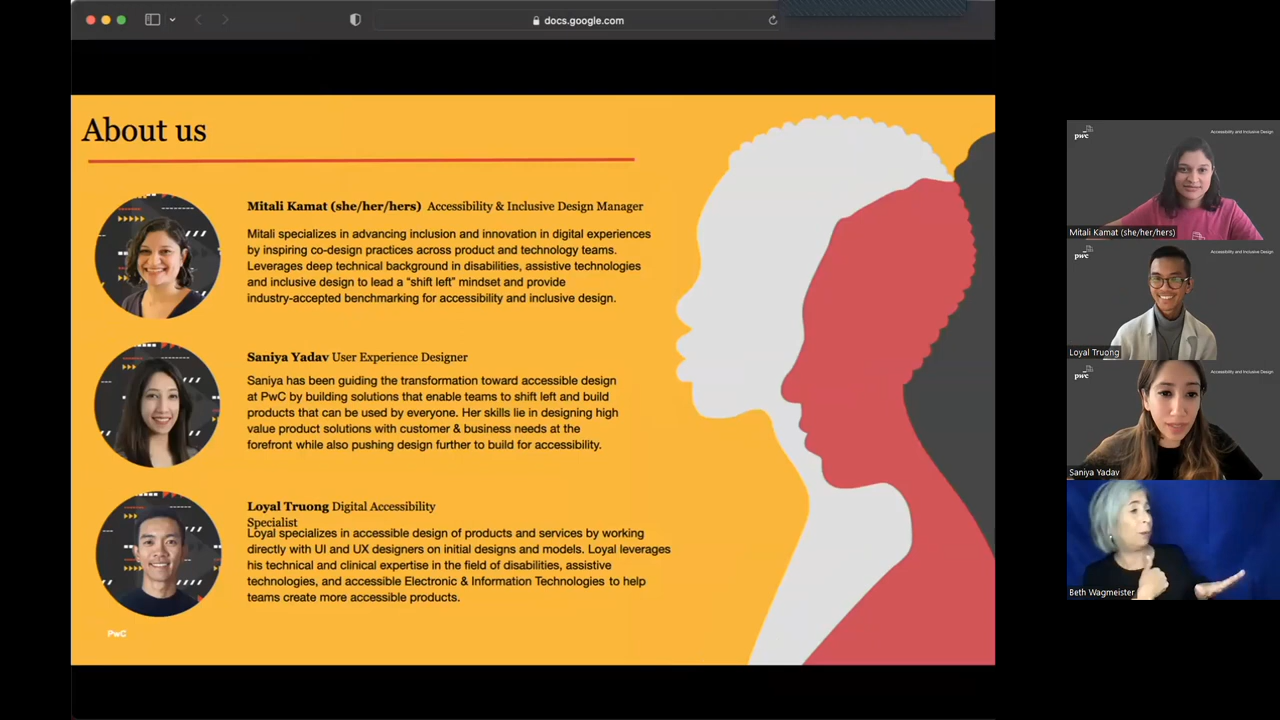 docs.google.com
About us
Mitali Kamat (she/her/hers) Accessibility & Inclusive Design Manager
Mitali specializes in advancing inclusion and innovation in digital experiences
by inspiring co-design practices across product and technology teams.
Leverages deep technical background in disabilities, assistive technologies
and inclusive design to lead a “shift left” mindset and provide
industry-accepted benchmarking for accessibility and inclusive design.
Saniya Yadav User Experience Designer
Saniya has been guiding the transformation toward accessible design
at PwC by building solutions that enable teams to shift left and build
products that can be used by everyone. Her skills lie in designing high
value product solutions with customer & business needs at the
forefront while also pushing design further to build for accessibility.
Loyal Truong Digital Accessibility
Specialist
Loyal specializes in accessible design of products and services by working
directly with UI and UX designers on initial designs and models. Loyal leverages
his technical and clinical expertise in the field of disabilities, assistive
technologies, and accessible Electronic & Information Technologies to help
teams create more accessible products.
PwC
pwc
Accessibility and Inclusive Design
Mitali Kamat (she/her/hers)
pwc
Accessibility and Inclusive Design
Loyal Truong
pwc
Accessibility and Inclusive Design
Saniya Yadav
Beth Wagmeister